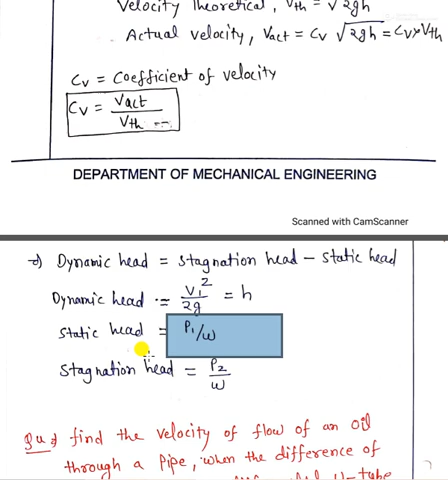 Velocity Theoretical, Vth = √2gh
Actual velocity, Vact = Cv √2gh = Cv×Vth
Cv = Coefficient of velocity
Cv = Vact/Vth
DEPARTMENT OF MECHANICAL ENGINEERING
Scanned with CamScanner
Dynamic head = Stagnation head - static head
Dynamic head = V₁²/2g = h
Static head = P₁/w
Stagnation head = P₂/w
find the velocity of flow of an oil
through a pipe, when the difference of
U-tube